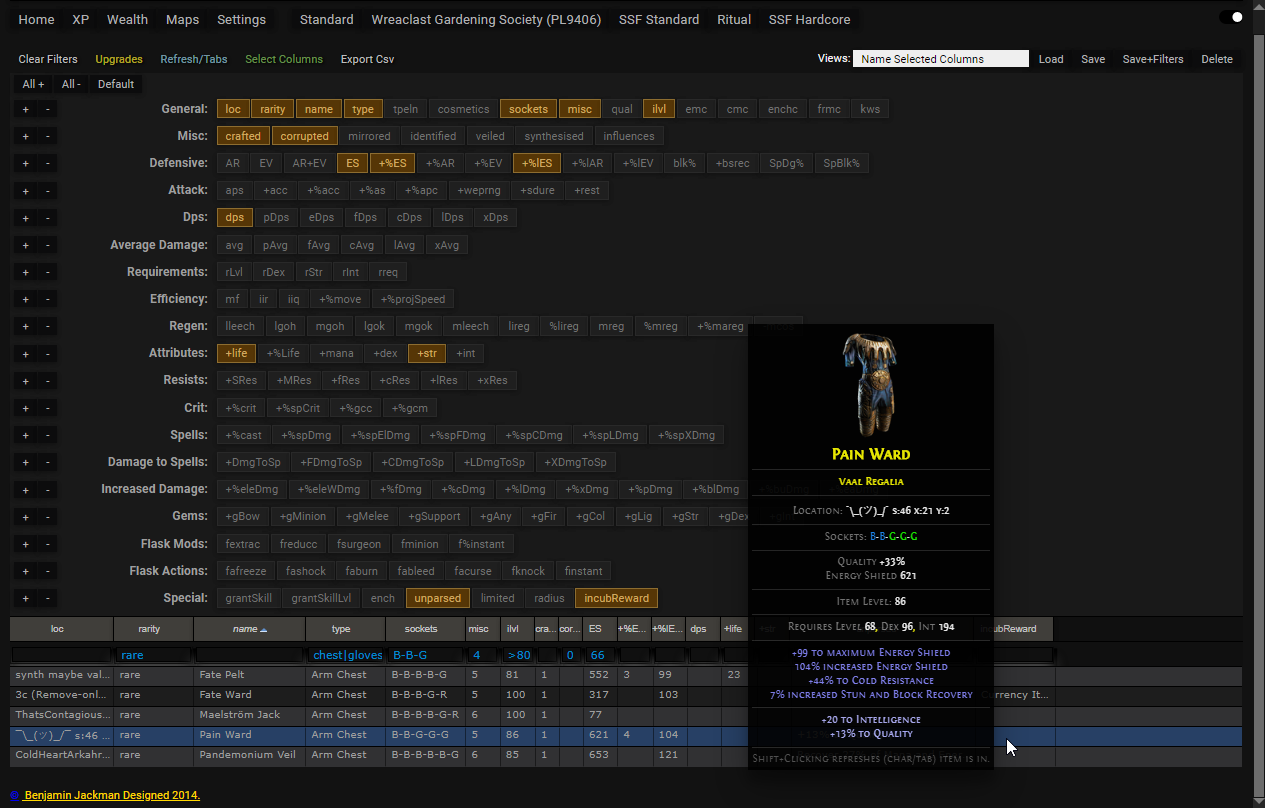 Home XP Wealth Maps Settings Standard Wreaclast Gardening Society (PL9406) SSF Standard Ritual SSF Hardcore
Clear Filters Upgrades Refresh/Tabs Select Columns Export Csv Views: Name Selected Columns Load Save Save+Filters Delete
All + All - Default
+ - General: loc rarity name type tpeln cosmetics sockets misc qual ilvl emc cmc enchc frmc kws
+ - Misc: crafted corrupted mirrored identified veiled synthesised influences
+ - Defensive: AR EV AR+EV ES +%ES +%AR +%EV +%lES +%lAR +%lEV blk% +bsrec SpDg% SpBlk%
+ - Attack: aps +acc +%acc +%as +%apc +weprng +sdure +rest
+ - Dps: dps pDps eDps fDps cDps lDps xDps
+ - Average Damage: avg pAvg fAvg cAvg lAvg xAvg
+ - Requirements: rLvl rDex rStr rInt rreq
+ - Efficiency: mf iir iiq +%move +%projSpeed
+ - Regen: lleech lgoh mgoh lgok mgok mleech lireg %lireg mreg %mreg +%mareg
+ - Attributes: +life +%Life +mana +dex +str +int
+ - Resists: +SRes +MRes +fRes +cRes +lRes +xRes
+ - Crit: +%crit +%spCrit +%gcc +%gcm
+ - Spells: +%cast +%spDmg +%spElDmg +%spFDmg +%spCDmg +%spLDmg +%spXDmg
+ - Damage to Spells: +DmgToSp +FDmgToSp +CDmgToSp +LDmgToSp +XDmgToSp
+ - Increased Damage: +%eleDmg +%eleWDmg +%fDmg +%cDmg +%lDmg +%xDmg +%pDmg +%blDmg
+ - Gems: +gBow +gMinion +gMelee +gSupport +gAny +gFir +gCol +gLig +gStr +gDex
+ - Flask Mods: fextrac freducc fsurgeon fminion f%instant
+ - Flask Actions: fafreeze fashock faburn fableed facurse fknock finstant
+ - Special: grantSkill grantSkillLvl ench unparsed limited radius incubReward
loc rarity name type sockets misc ilvl cra... cor... ES +%E... +%lE... dps +life +str cubReward
rare chest|gloves B-B-G 4 >80 0 66
synth maybe val... rare Fate Pelt Arm Chest B-B-B-B-G 5 81 1 552 3 99 23
3c (Remove-onl... rare Fate Ward Arm Chest B-B-B-G-R 5 100 1 317 103 Currency It...
ThatsContagious... rare Maelström Jack Arm Chest B-B-B-B-G-R 6 100 1 77
¯\_(ツ)_/¯ s:46 ... rare Pain Ward Arm Chest B-B-G-G-G 5 86 1 621 4 104
ColdHeartArkahr... rare Pandemonium Veil Arm Chest B-B-B-B-B-G 6 85 1 653 121
Pain Ward
Vaal Regalia
Location: ¯\_(ツ)_/¯ s:46 x:21 y:2
Sockets: B-B-G-G-G
Quality +33%
Energy Shield 621
Item Level: 86
Requires Level 68, Dex 96, Int 194
+99 to maximum Energy Shield
104% increased Energy Shield
+44% to Cold Resistance
7% increased Stun and Block Recovery
+20 to Intelligence
+13% to Quality
Shift+Clicking refreshes (char/tab) item is in.
Benjamin Jackman Designed 2014.